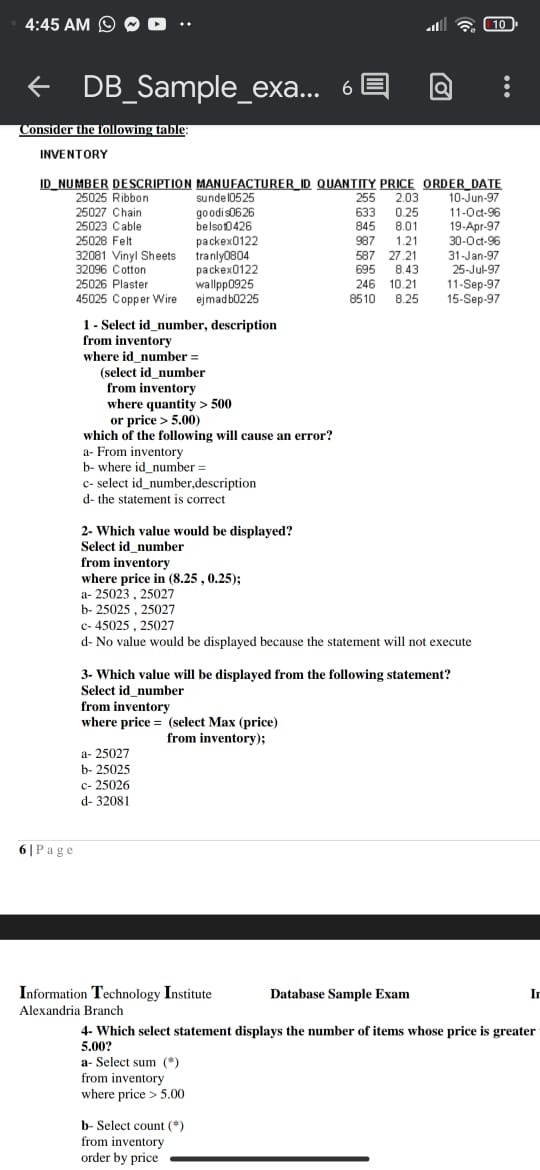 4:45 AM
10
DB_Sample_exa... 6
Consider the following table:
INVENTORY
ID_NUMBER DESCRIPTION MANUFACTURER_ID QUANTITY PRICE ORDER_DATE
25025 Ribbon sundel0525 255 2.03 10-Jun-97
25027 Chain goodis0626 633 0.25 11-Oct-96
25023 Cable belsot0426 845 8.01 19-Apr-97
25028 Felt packex0122 987 1.21 30-Oct-96
32081 Vinyl Sheets tranly0804 587 27.21 31-Jan-97
32096 Cotton packex0122 695 8.43 25-Jul-97
25026 Plaster wallpp0925 246 10.21 11-Sep-97
45025 Copper Wire ejmadb0225 8510 8.25 15-Sep-97
1 - Select id_number, description
from inventory
where id_number =
(select id_number
from inventory
where quantity > 500
or price > 5.00)
which of the following will cause an error?
a- From inventory
b- where id_number =
c- select id_number,description
d- the statement is correct
2- Which value would be displayed?
Select id_number
from inventory
where price in (8.25 , 0.25);
a- 25023 , 25027
b- 25025 , 25027
c- 45025 , 25027
d- No value would be displayed because the statement will not execute
3- Which value will be displayed from the following statement?
Select id_number
from inventory
where price = (select Max (price)
from inventory);
a- 25027
b- 25025
c- 25026
d- 32081
6 | P a g e
Information Technology Institute Database Sample Exam In
Alexandria Branch
4- Which select statement displays the number of items whose price is greater
5.00?
a- Select sum (*)
from inventory
where price > 5.00
b- Select count (*)
from inventory
order by price